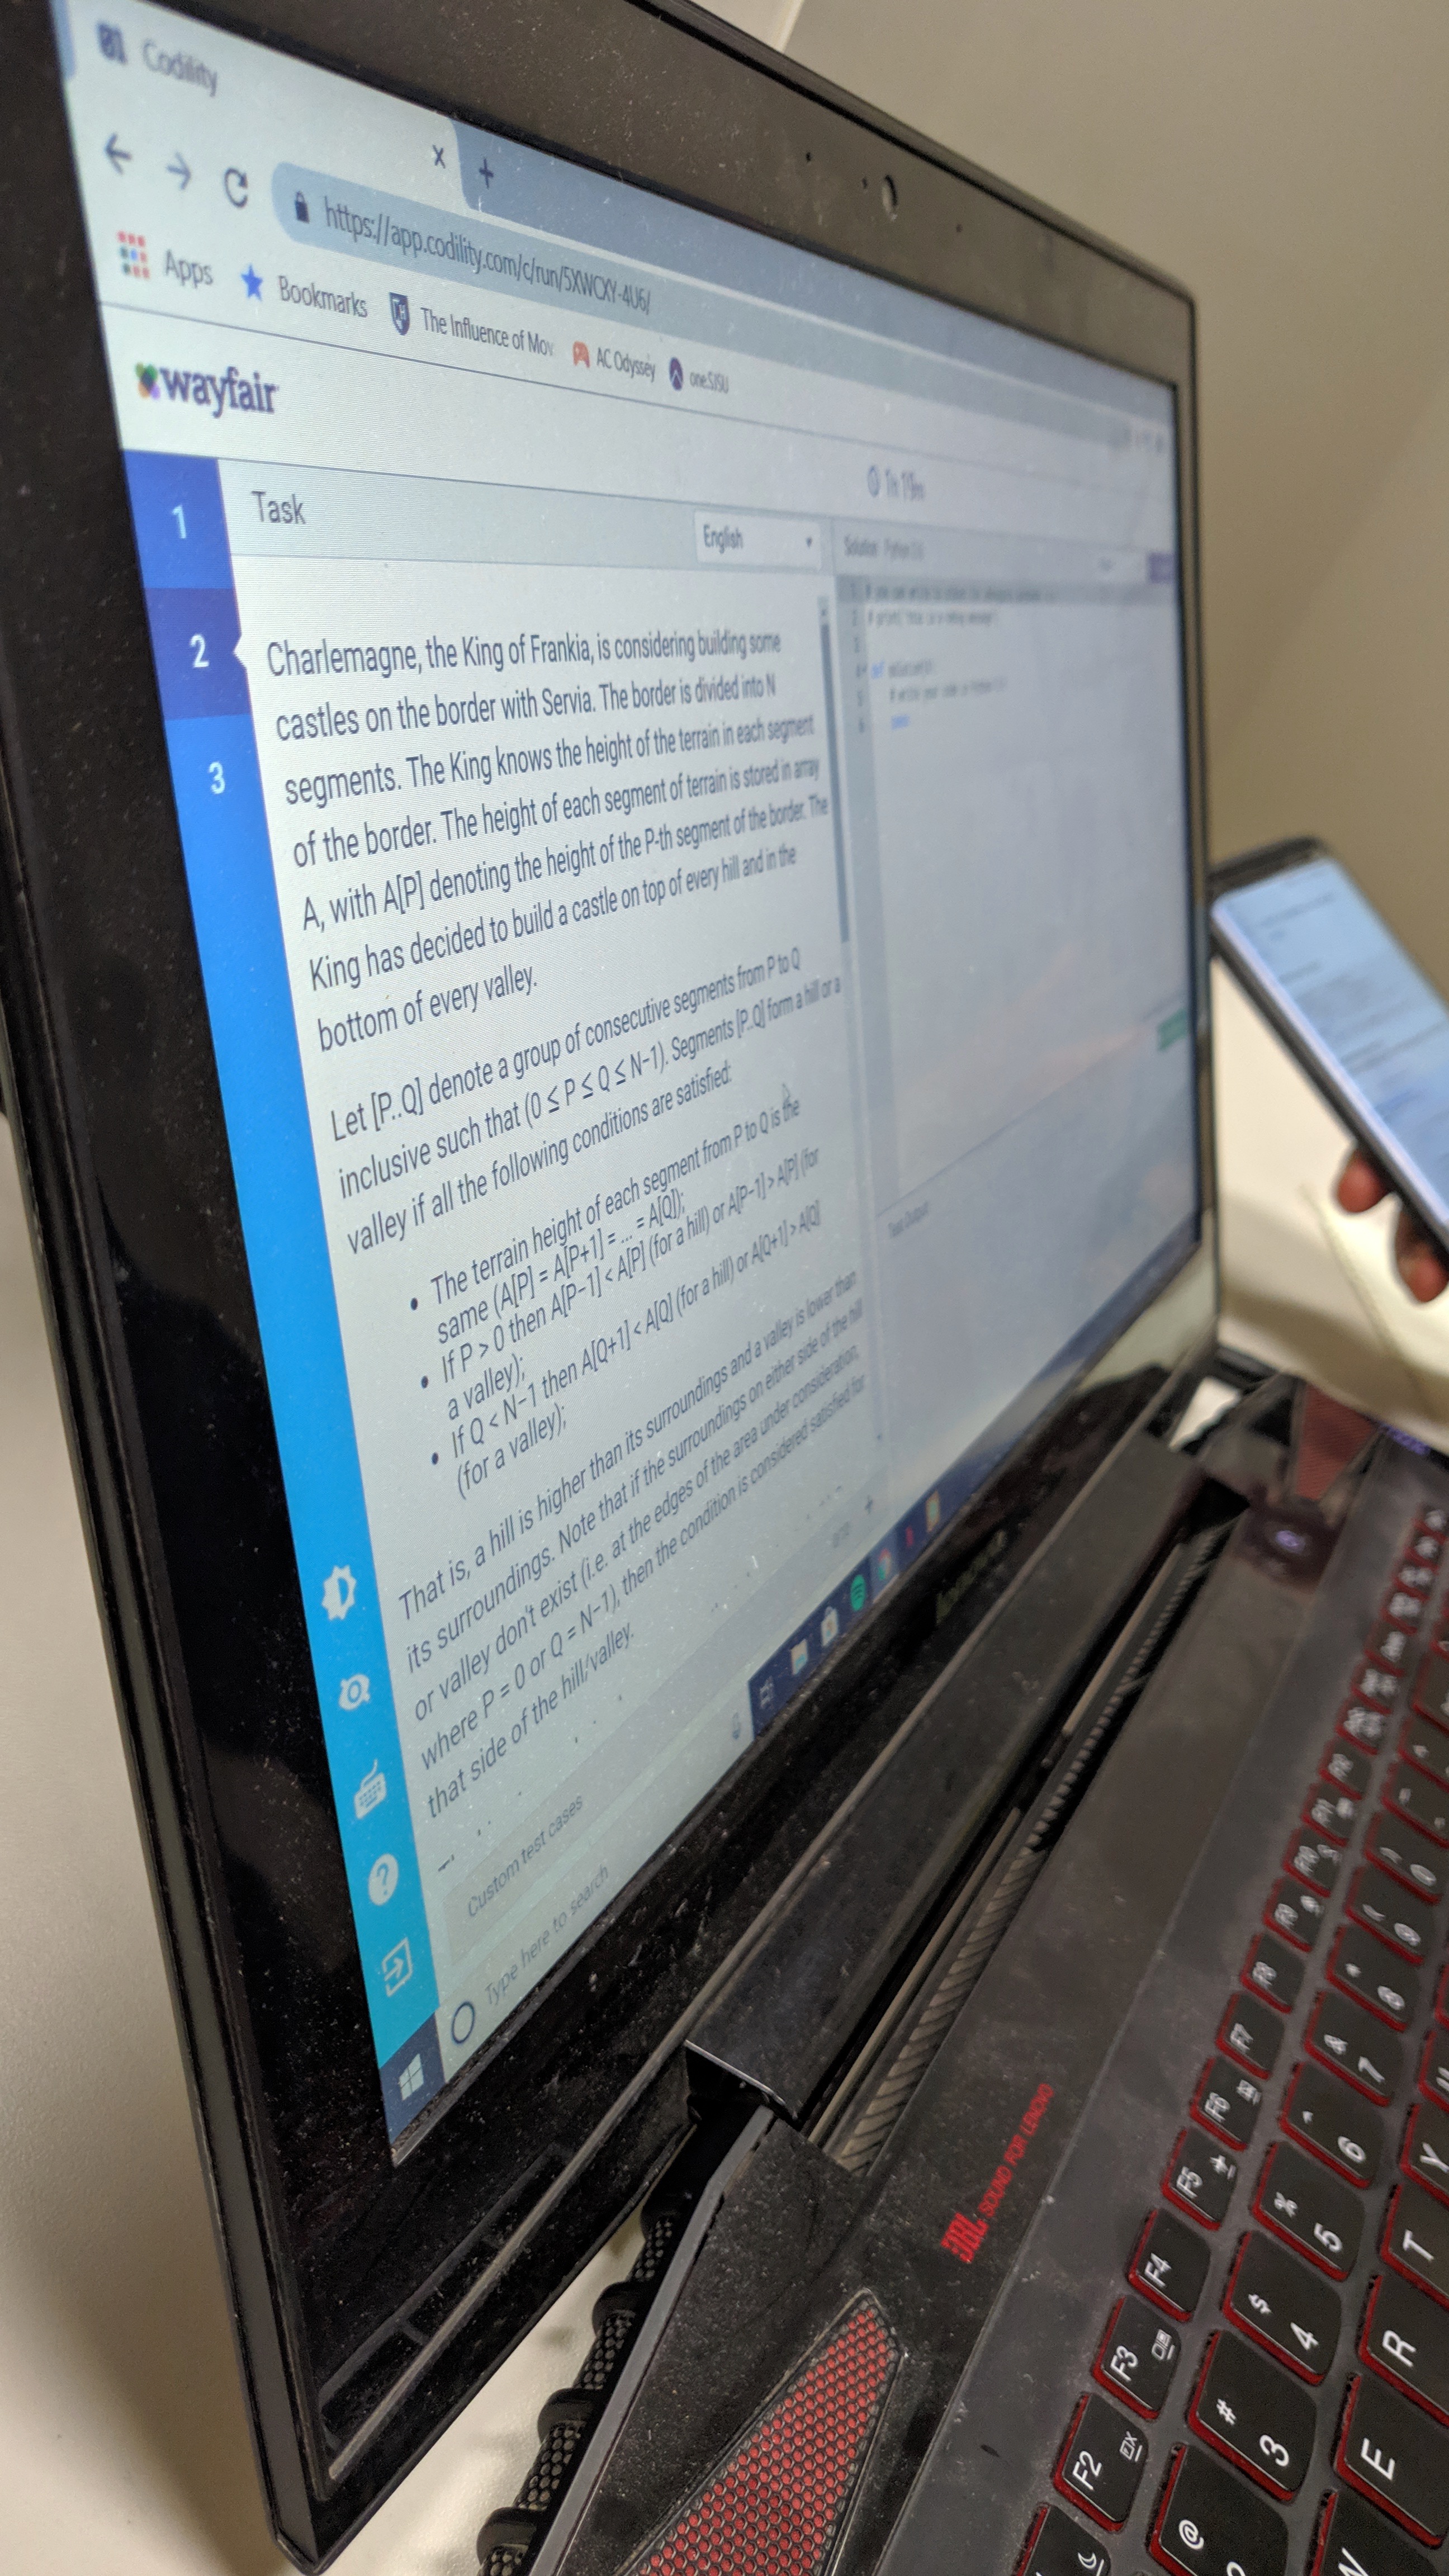 Codility
https://app.codility.com/c/run/5XWCXY-4U6/
Apps Bookmarks The Influence of Mov AC Odyssey one.SJSU
wayfair
1h 19m
1 Task English
Solution
2
3
Charlemagne, the King of Frankia, is considering building some
castles on the border with Servia. The border is divided into N
segments. The King knows the height of the terrain in each segment
of the border. The height of each segment of terrain is stored in array
A, with A[P] denoting the height of the P-th segment of the border. The
King has decided to build a castle on top of every hill and in the
bottom of every valley.
Let [P..Q] denote a group of consecutive segments from P to Q
inclusive such that (0 ≤ P ≤ Q ≤ N−1). Segments [P..Q] form a hill or a
valley if all the following conditions are satisfied:
• The terrain height of each segment from P to Q is the
same (A[P] = A[P+1] = ... = A[Q]);
• If P > 0 then A[P−1] < A[P] (for a hill) or A[P−1] > A[P] (for
a valley);
• If Q < N−1 then A[Q+1] < A[Q] (for a hill) or A[Q+1] > A[Q]
(for a valley);
That is, a hill is higher than its surroundings and a valley is lower than
its surroundings. Note that if the surroundings on either side of the hill
or valley don't exist (i.e. at the edges of the area under consideration,
where P = 0 or Q = N−1), then the condition is considered satisfied for
that side of the hill/valley.
Custom test cases
Type here to search
Test Output
lenovo
JBL SOUND FOR LENOVO
F2 F3 F4 F5 F6 F7 F8
@ # 3 $ 4 % 5 ^ 6 & 7 * 8
W E R T Y U